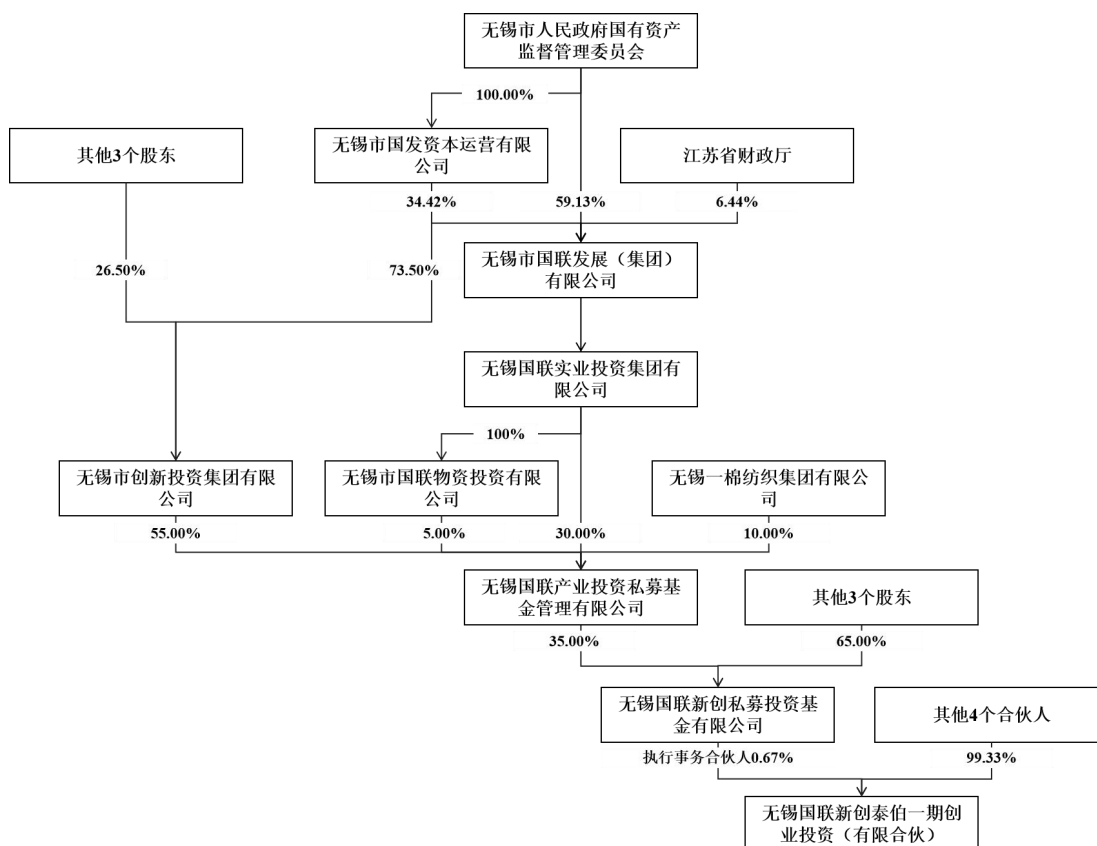 无锡市人民政府国有资产
监督管理委员会
100.00%
其他3个股东
无锡市国发资本运营有限
公司
江苏省财政厅
34.42%
59.13%
6.44%
无锡市国联发展（集团）
有限公司
26.50%
73.50%
无锡国联实业投资集团有
限公司
100%
无锡市创新投资集团有限
公司
无锡市国联物资投资有限
公司
无锡一棉纺织集团有限公
司
55.00%
5.00%
30.00%
10.00%
无锡国联产业投资私募基
金管理有限公司
其他3个股东
35.00%
65.00%
无锡国联新创私募投资基
金有限公司
其他4个合伙人
执行事务合伙人0.67%
99.33%
无锡国联新创泰伯一期创
业投资（有限合伙）